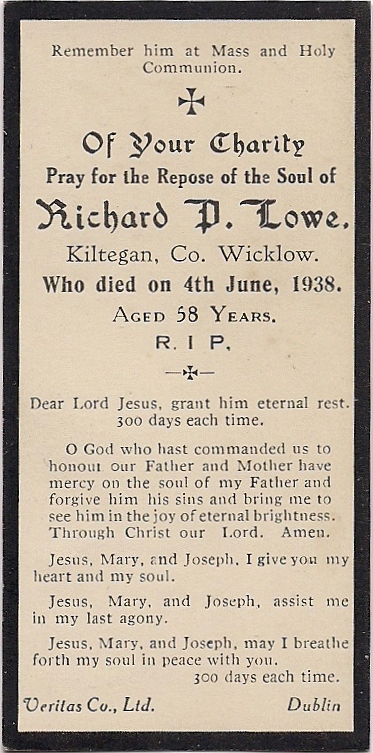 Remember him at Mass and Holy
Communion.
Of Your Charity
Pray for the Repose of the Soul of
Richard P. Lowe.
Kiltegan, Co. Wicklow.
Who died on 4th June, 1938.
Aged 58 Years.
R. I P.
Dear Lord Jesus, grant him eternal rest.
300 days each time.
O God who hast commanded us to
honour our Father and Mother have
mercy on the soul of my Father and
forgive him his sins and bring me to
see him in the joy of eternal brightness.
Through Christ our Lord. Amen.
Jesus, Mary, and Joseph, I give you my
heart and my soul.
Jesus, Mary, and Joseph, assist me
in my last agony.
Jesus, Mary, and Joseph, may I breathe
forth my soul in peace with you.
300 days each time.
Veritas Co., Ltd. Dublin